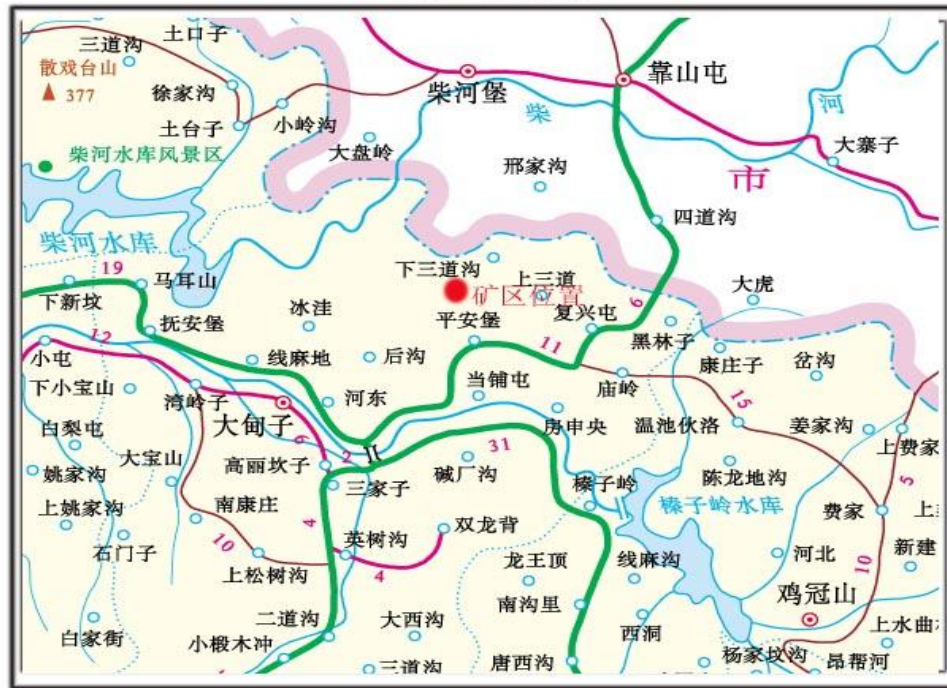 土口子
三道沟
散戏台山
377
徐家沟
柴河堡
靠山屯
土台子
小岭沟
柴
河
大盘岭
大寨子
柴河水库风景区
邢家沟
市
四道沟
柴河水库
下三道沟
上三道
19
马耳山
矿区位置
大虎
下新坟
冰洼
平安堡
复兴屯
6
抚安堡
12
黑林子
小屯
线麻地
后沟
11
康庄子
岔沟
下小宝山
湾岭子
当铺屯
庙岭
15
大甸子
河东
白梨屯
房申央
温池伙洛
姜家沟
6
31
上费家
大宝山
高丽坎子
2
碱厂沟
姚家沟
三家子
榛子岭
陈龙地沟
5
上姚家沟
南康庄
4
榛子岭水库
费家
双龙背
石门子
10
英树沟
新建
上松树沟
4
龙王顶
线麻沟
河北
10
鸡冠山
二道沟
大西沟
南沟里
白家街
小椴木冲
西洞
上水曲
三道沟
唐西沟
杨家坟沟
昂帮河